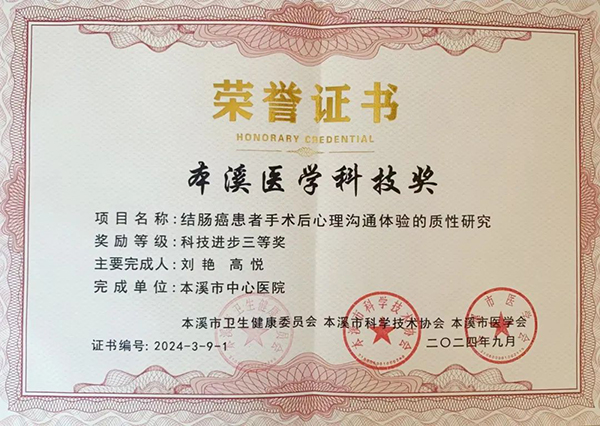 荣誉证书
HONORARY CREDENTIAL
本溪医学科技奖
项目名称:结肠癌患者手术后心理沟通体验的质性研究
奖励等级:科技进步三等奖
主要完成人:刘艳 高悦
完成单位:本溪市中心医院
本溪市卫生健康委员会 本溪市科学技术协会 本溪市医学会
证书编号:2024-3-9-1 二〇二四年九月